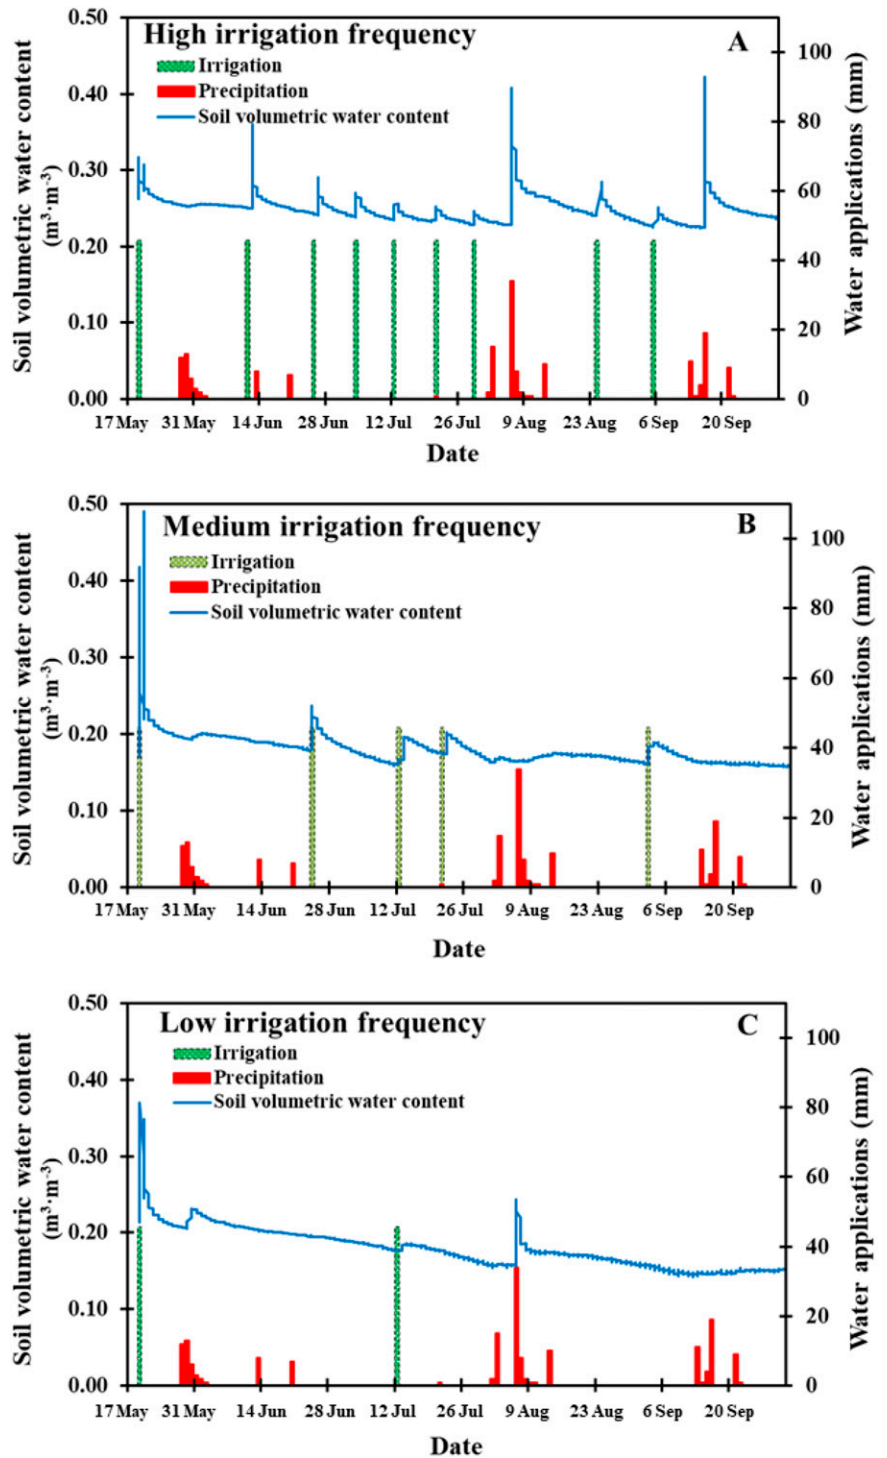 High irrigation frequency
A
Irrigation
Precipitation
Soil volumetric water content
Soil volumetric water content
(m³·m⁻³)
0.50
0.40
0.30
0.20
0.10
0.00
Water applications (mm)
100
80
60
40
20
0
17 May 31 May 14 Jun 28 Jun 12 Jul 26 Jul 9 Aug 23 Aug 6 Sep 20 Sep
Date
Medium irrigation frequency
B
Irrigation
Precipitation
Soil volumetric water content
Soil volumetric water content
(m³·m⁻³)
0.50
0.40
0.30
0.20
0.10
0.00
Water applications (mm)
100
80
60
40
20
0
17 May 31 May 14 Jun 28 Jun 12 Jul 26 Jul 9 Aug 23 Aug 6 Sep 20 Sep
Date
Low irrigation frequency
C
Irrigation
Precipitation
Soil volumetric water content
Soil volumetric water content
(m³·m⁻³)
0.50
0.40
0.30
0.20
0.10
0.00
Water applications (mm)
100
80
60
40
20
0
17 May 31 May 14 Jun 28 Jun 12 Jul 26 Jul 9 Aug 23 Aug 6 Sep 20 Sep
Date